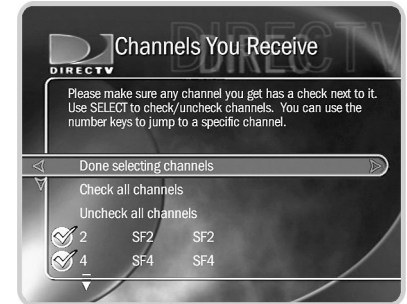 DIRECTV
Channels You Receive
DIRECTV
Please make sure any channel you get has a check next to it.
Use SELECT to check/uncheck channels. You can use the
number keys to jump to a specific channel.
Done selecting channels
Check all channels
Uncheck all channels
2 SF2 SF2
4 SF4 SF4